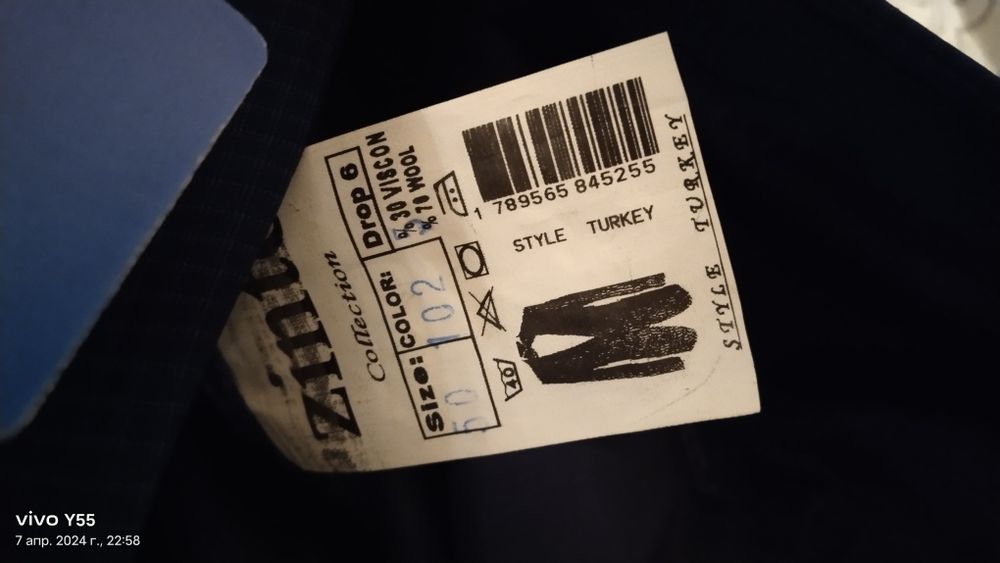 Collection
Drop 6
% 30 VISCON
% 70 WOOL
COLOR:
102
Size:
50
40
1 789565 845255
STYLE TURKEY
STYLE TURKEY
vivo Y55
7 апр. 2024 г., 22:58